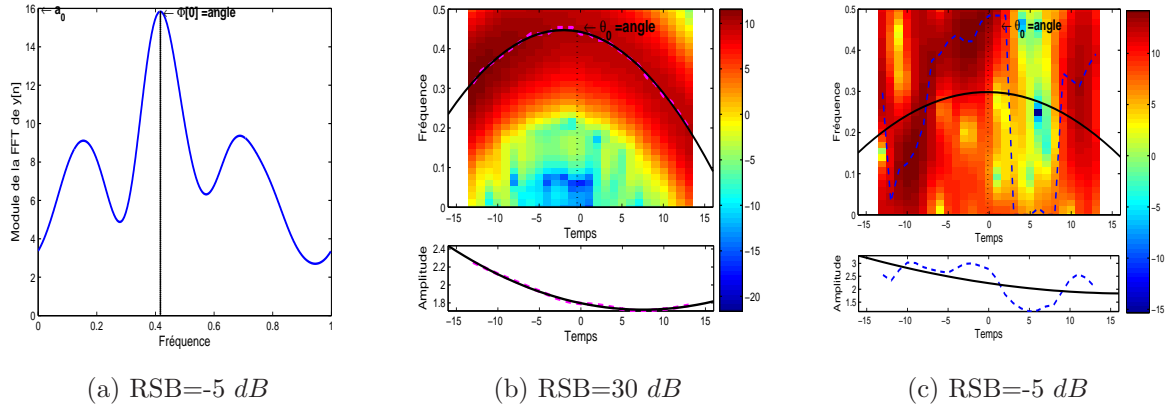 ← a₀
← Φ[0] =angle
Module de la FFT de y[n]
16
14
12
10
8
6
4
2
0 0.2 0.4 0.6 0.8 1
Fréquence
(a) RSB=-5 dB
← θ₀ =angle
Fréquence
0.5
0.4
0.3
0.2
0.1
0
−15 −10 −5 0 5 10 15
Temps
10
5
0
−5
−10
−15
−20
Amplitude
2.4
2.2
2
1.8
−15 −10 −5 0 5 10 15
Temps
(b) RSB=30 dB
← θ₀ =angle
Fréquence
0.5
0.4
0.3
0.2
0.1
0
−15 −10 −5 0 5 10 15
Temps
10
5
0
−5
−10
−15
Amplitude
3
2.5
2
1.5
−15 −10 −5 0 5 10 15
Temps
(c) RSB=-5 dB